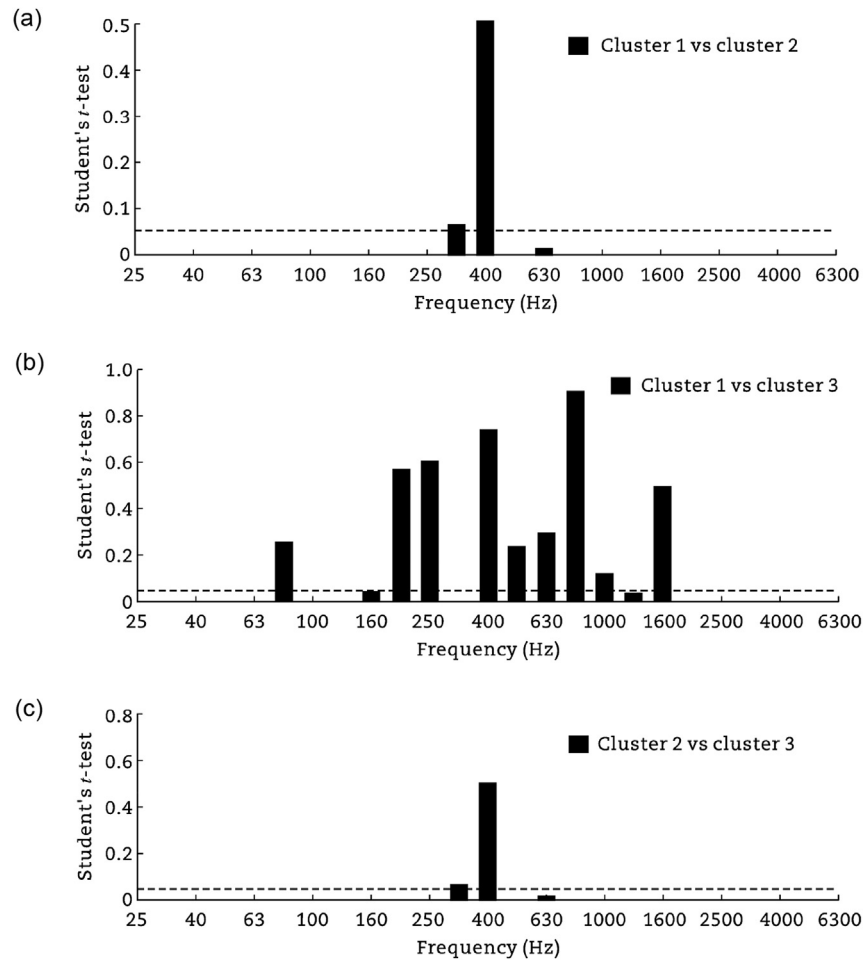 (a)
0.5
0.4
0.3
0.2
0.1
0
Student's t-test
Cluster 1 vs cluster 2
25 40 63 100 160 250 400 630 1000 1600 2500 4000 6300
Frequency (Hz)
(b)
1.0
0.8
0.6
0.4
0.2
0
Student's t-test
Cluster 1 vs cluster 3
25 40 63 100 160 250 400 630 1000 1600 2500 4000 6300
Frequency (Hz)
(c)
0.8
0.6
0.4
0.2
0
Student's t-test
Cluster 2 vs cluster 3
25 40 63 100 160 250 400 630 1000 1600 2500 4000 6300
Frequency (Hz)